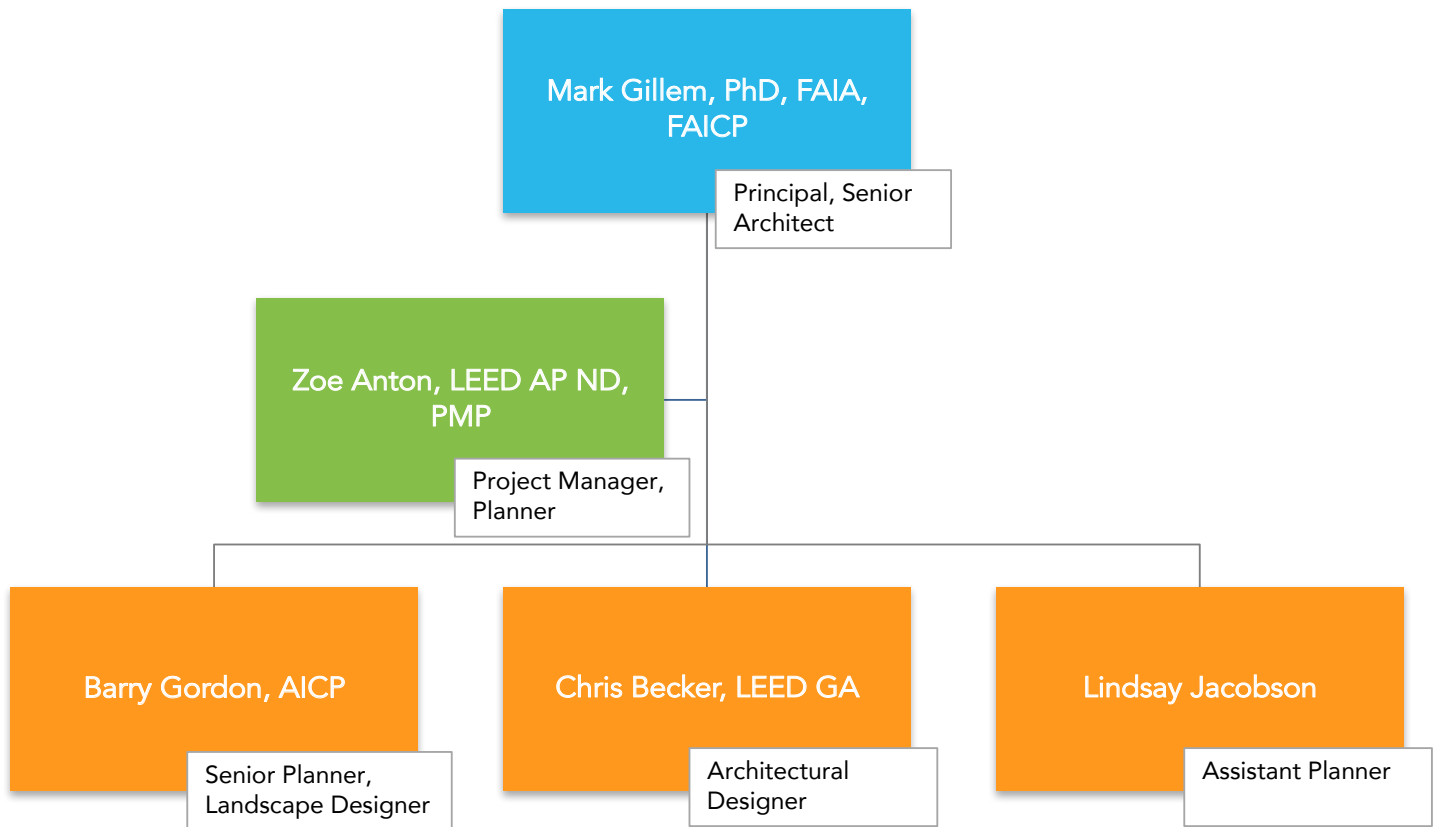 Mark Gillem, PhD, FAIA,
FAICP
Principal, Senior
Architect
Zoe Anton, LEED AP ND,
PMP
Project Manager,
Planner
Barry Gordon, AICP
Senior Planner,
Landscape Designer
Chris Becker, LEED GA
Architectural
Designer
Lindsay Jacobson
Assistant Planner